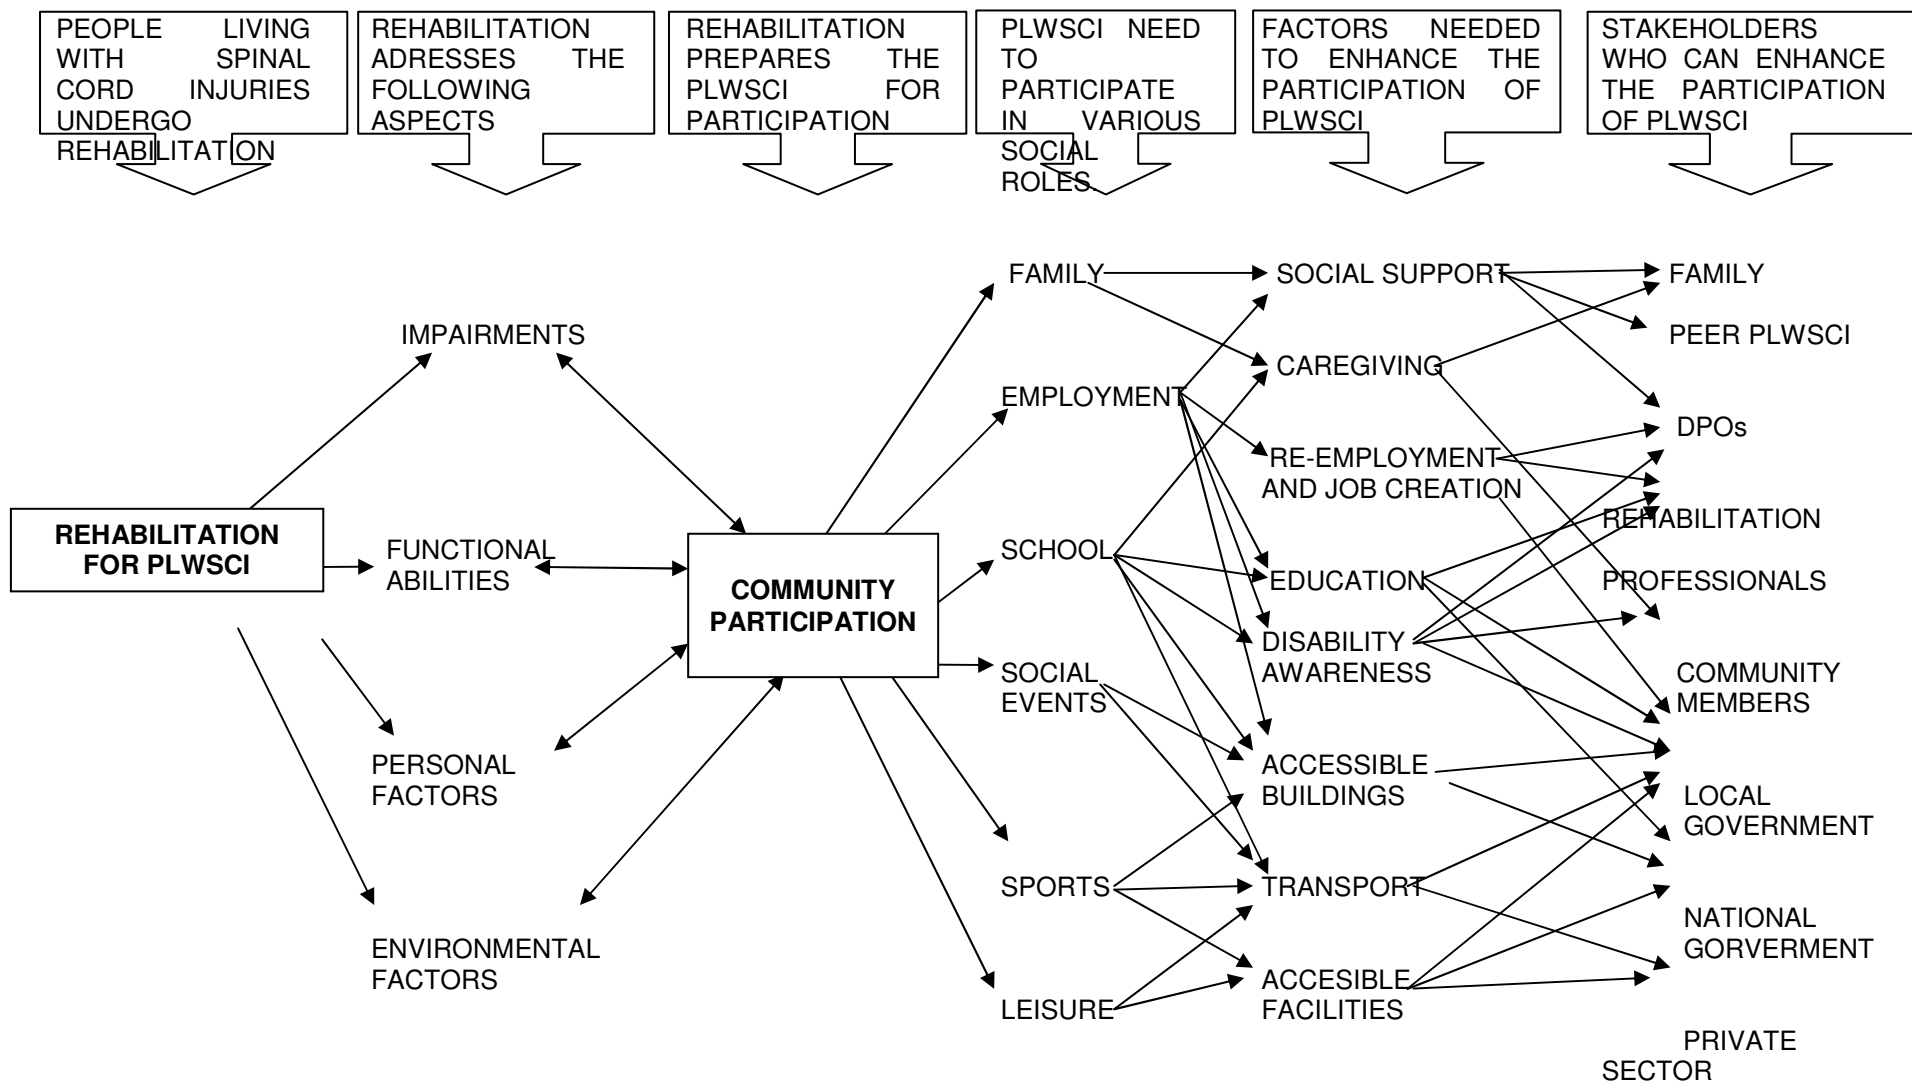 PEOPLE LIVING
WITH SPINAL
CORD INJURIES
UNDERGO
REHABILITATION
REHABILITATION
ADRESSES THE
FOLLOWING
ASPECTS
REHABILITATION
PREPARES THE
PLWSCI FOR
PARTICIPATION
PLWSCI NEED
TO
PARTICIPATE
IN VARIOUS
SOCIAL
ROLES.
FACTORS NEEDED
TO ENHANCE THE
PARTICIPATION OF
PLWSCI
STAKEHOLDERS
WHO CAN ENHANCE
THE PARTICIPATION
OF PLWSCI
REHABILITATION
FOR PLWSCI
IMPAIRMENTS
FUNCTIONAL
ABILITIES
PERSONAL
FACTORS
ENVIRONMENTAL
FACTORS
COMMUNITY
PARTICIPATION
FAMILY
EMPLOYMENT
SCHOOL
SOCIAL
EVENTS
SPORTS
LEISURE
SOCIAL SUPPORT
CAREGIVING
RE-EMPLOYMENT
AND JOB CREATION
EDUCATION
DISABILITY
AWARENESS
ACCESSIBLE
BUILDINGS
TRANSPORT
ACCESIBLE
FACILITIES
FAMILY
PEER PLWSCI
DPOs
REHABILITATION
PROFESSIONALS
COMMUNITY
MEMBERS
LOCAL
GOVERNMENT
NATIONAL
GORVERMENT
PRIVATE
SECTOR